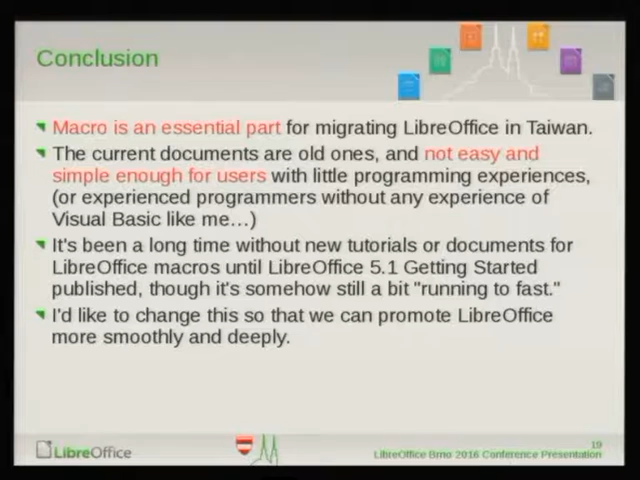 Conclusion
Macro is an essential part for migrating LibreOffice in Taiwan.
The current documents are old ones, and not easy and
simple enough for users with little programming experiences,
(or experienced programmers without any experience of
Visual Basic like me…)
It's been a long time without new tutorials or documents for
LibreOffice macros until LibreOffice 5.1 Getting Started
published, though it's somehow still a bit "running to fast."
I'd like to change this so that we can promote LibreOffice
more smoothly and deeply.
19
LibreOffice
LibreOffice Brno 2016 Conference Presentation